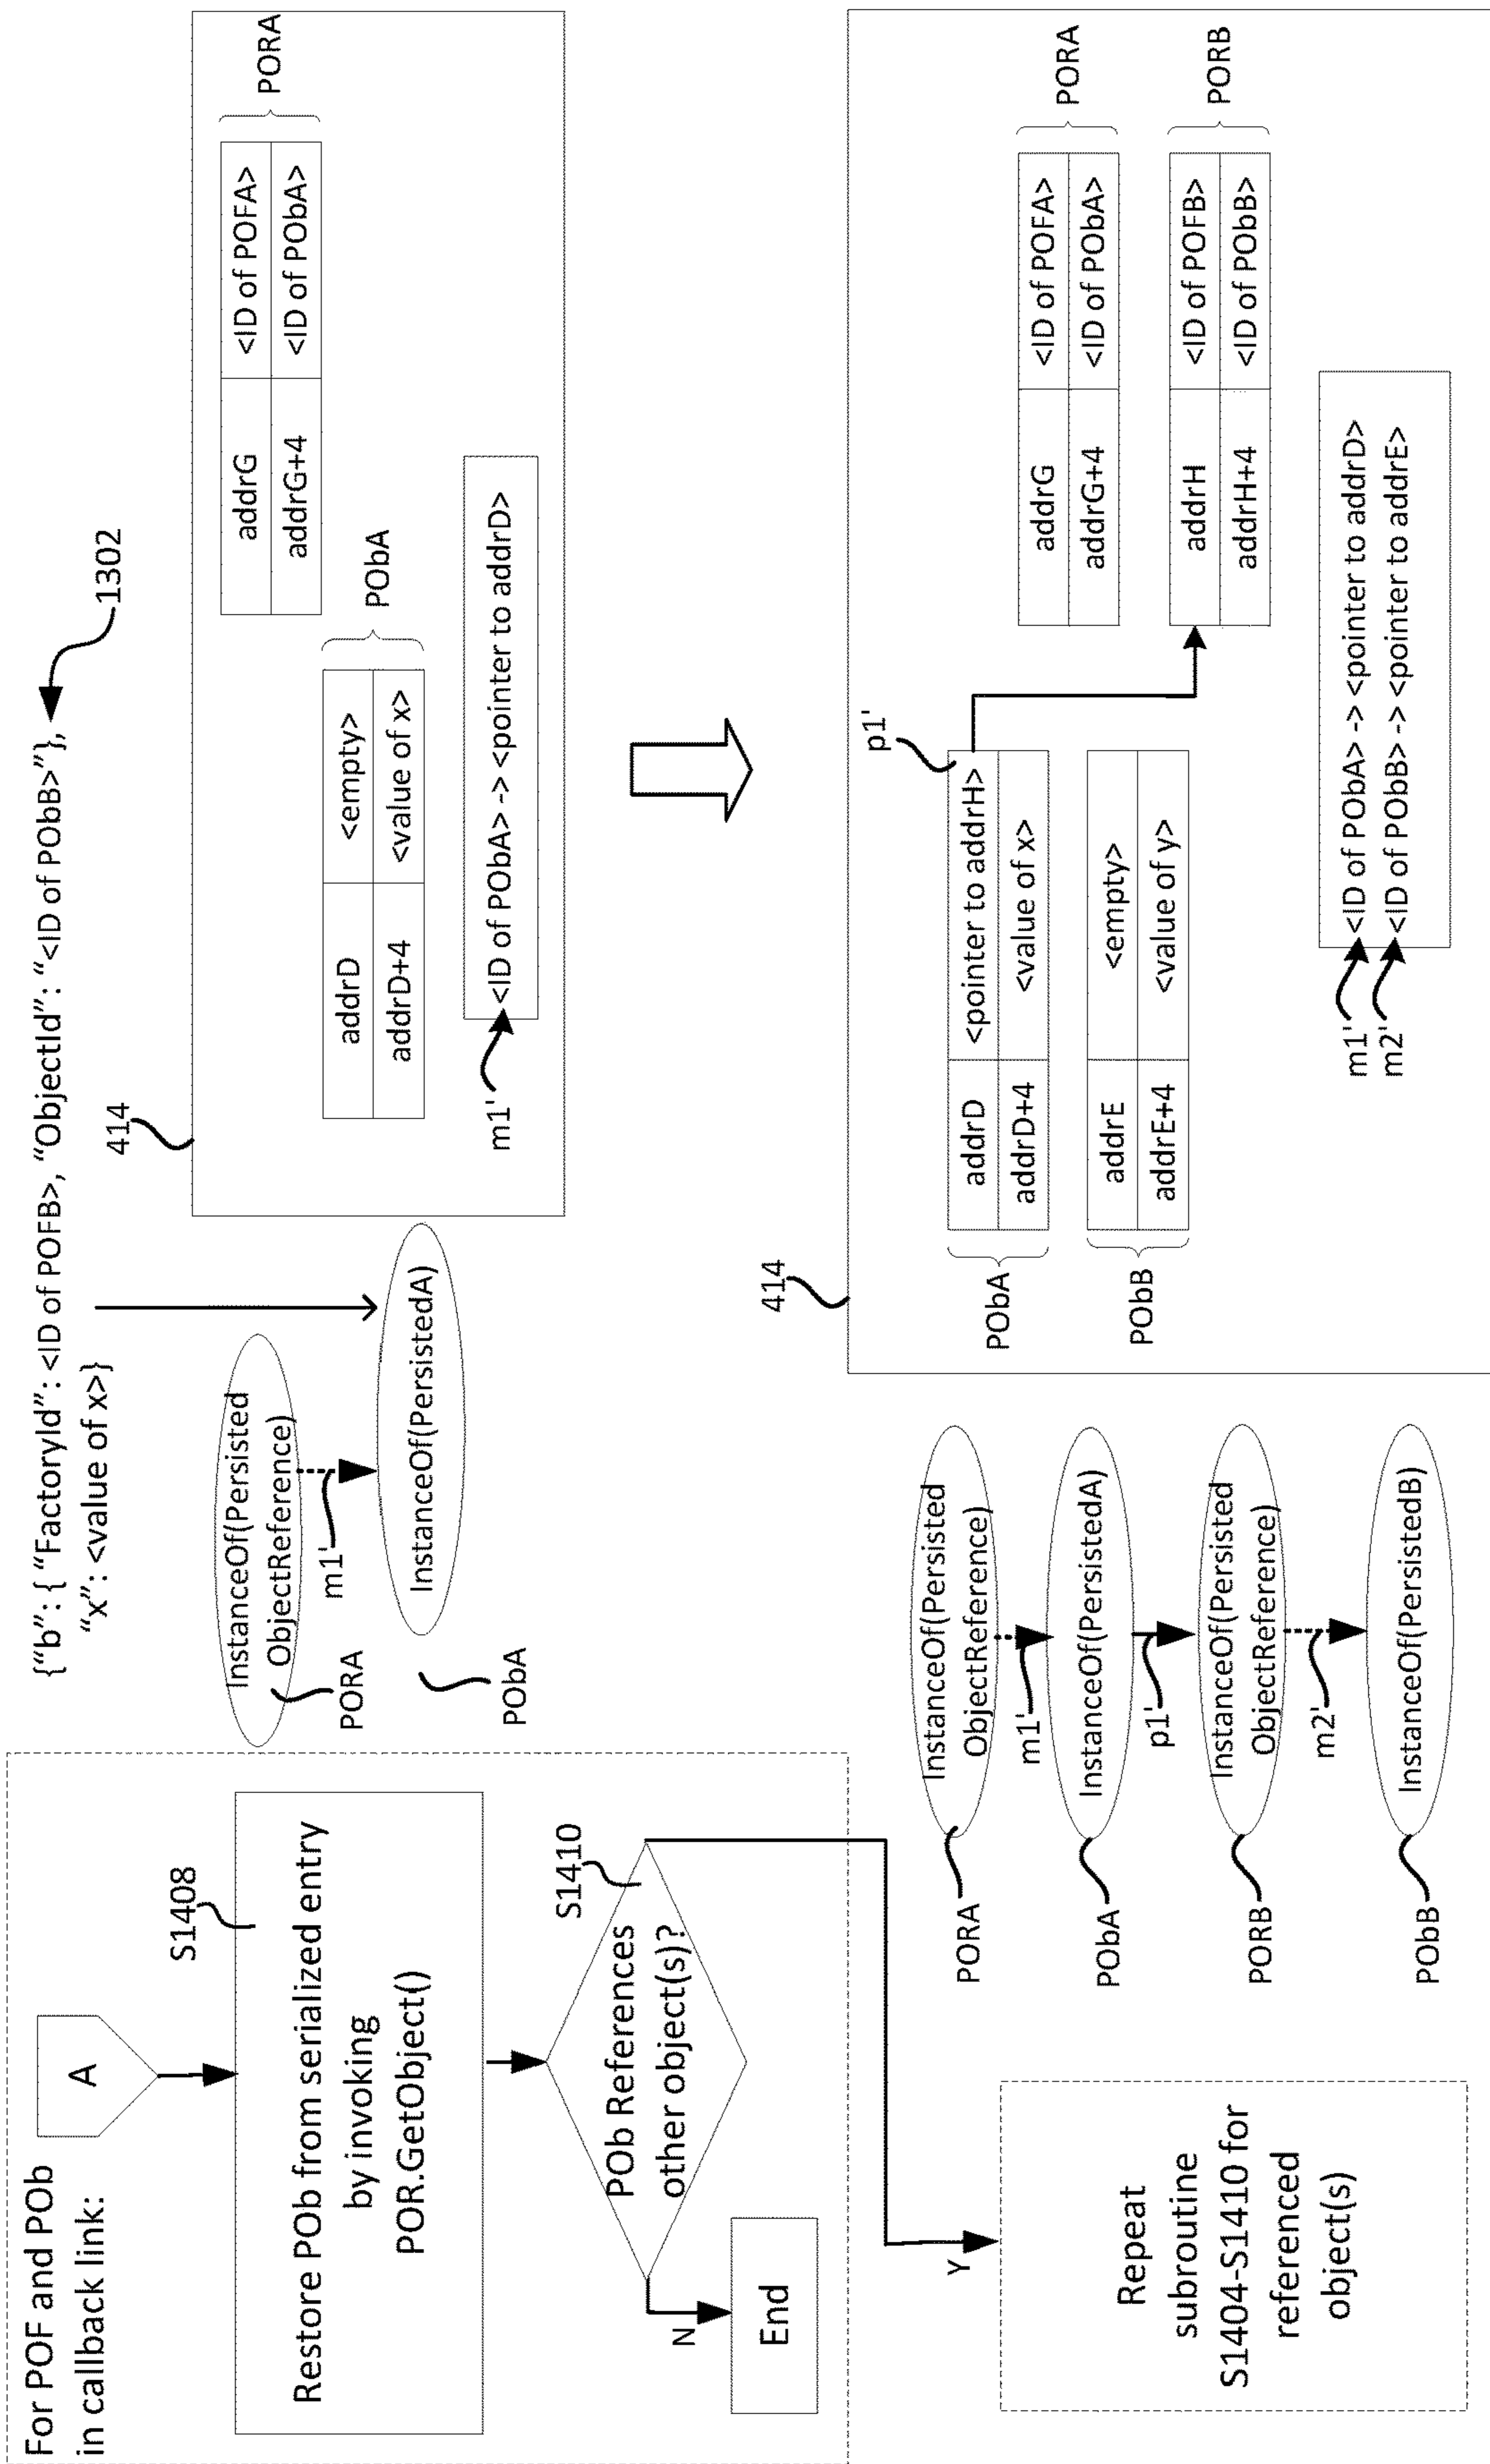 For POF and POb
in callback link:
A
S1408
Restore POb from serialized entry
by invoking
POR.GetObject()
S1410
POb References
other object(s)?
N
End
Y
Repeat
subroutine
S1404-S1410 for
referenced
object(s)
{“b”: { “FactoryId”: <ID of POFB>, “ObjectId”: “<ID of PObB>”},
“x”: <value of x>}
1302
InstanceOf(Persisted
ObjectReference)
PORA
m1'
InstanceOf(PersistedA)
PObA
414
addrG <ID of POFA>
addrG+4 <ID of PObA>
PORA
addrD <empty>
addrD+4 <value of x>
PObA
m1'
<ID of PObA> -> <pointer to addrD>
InstanceOf(Persisted
ObjectReference)
PORA
m1'
InstanceOf(PersistedA)
PObA
p1'
InstanceOf(Persisted
ObjectReference)
PORB
m2'
InstanceOf(PersistedB)
PObB
414
p1'
PObA
addrD <pointer to addrH>
addrD+4 <value of x>
PObB
addrE <empty>
addrE+4 <value of y>
addrG <ID of POFA>
addrG+4 <ID of PObA>
PORA
addrH <ID of POFB>
addrH+4 <ID of PObB>
PORB
m1'
<ID of PObA> -> <pointer to addrD>
m2'
<ID of PObB> -> <pointer to addrE>